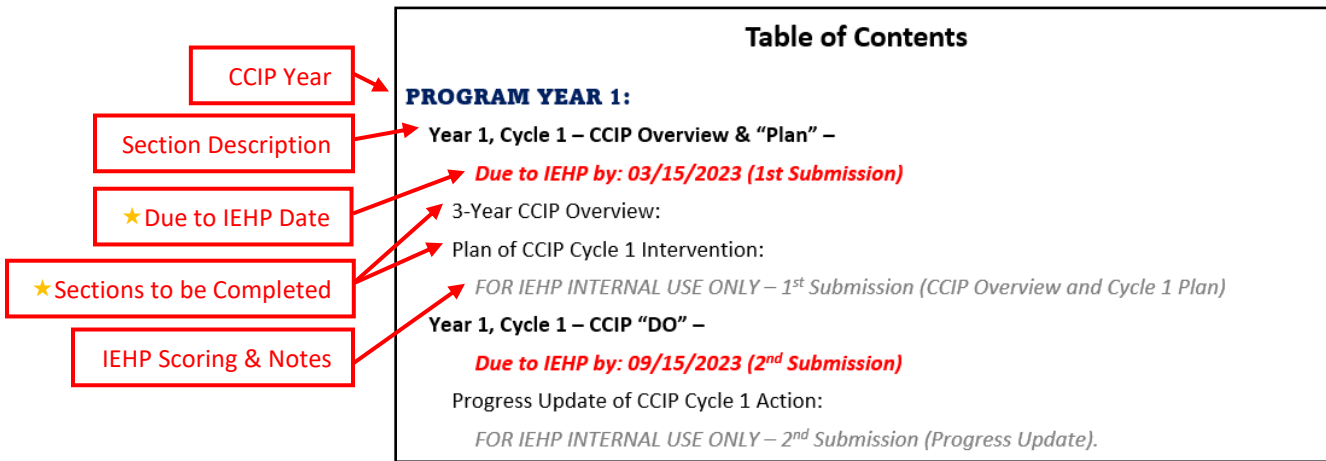 Table of Contents
CCIP Year
PROGRAM YEAR 1:
Section Description
Year 1, Cycle 1 – CCIP Overview & “Plan” –
Due to IEHP by: 03/15/2023 (1st Submission)
★Due to IEHP Date
3-Year CCIP Overview:
Plan of CCIP Cycle 1 Intervention:
★Sections to be Completed
FOR IEHP INTERNAL USE ONLY – 1st Submission (CCIP Overview and Cycle 1 Plan)
Year 1, Cycle 1 – CCIP “DO” –
IEHP Scoring & Notes
Due to IEHP by: 09/15/2023 (2nd Submission)
Progress Update of CCIP Cycle 1 Action:
FOR IEHP INTERNAL USE ONLY – 2nd Submission (Progress Update).